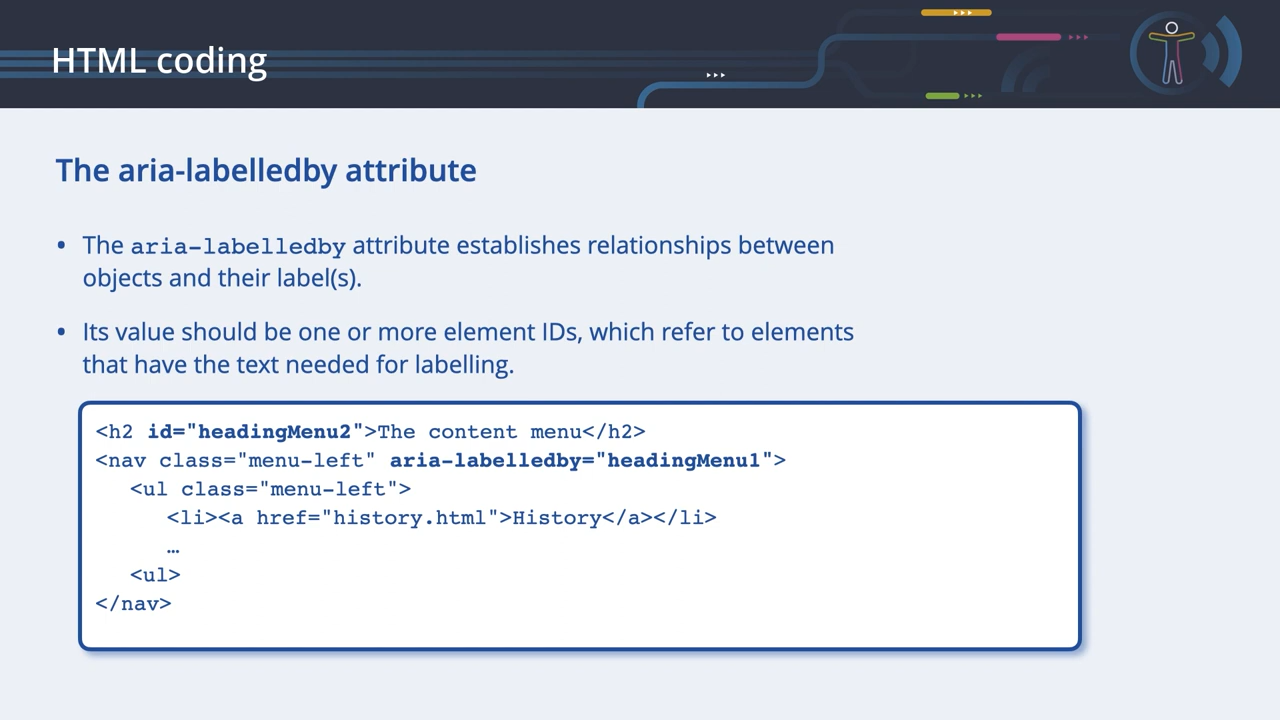 HTML coding
The aria-labelledby attribute
• The aria-labelledby attribute establishes relationships between
objects and their label(s).
• Its value should be one or more element IDs, which refer to elements
that have the text needed for labelling.
<h2 id="headingMenu2">The content menu</h2>
<nav class="menu-left" aria-labelledby="headingMenu1">
<ul class="menu-left">
<li><a href="history.html">History</a></li>
…
<ul>
</nav>